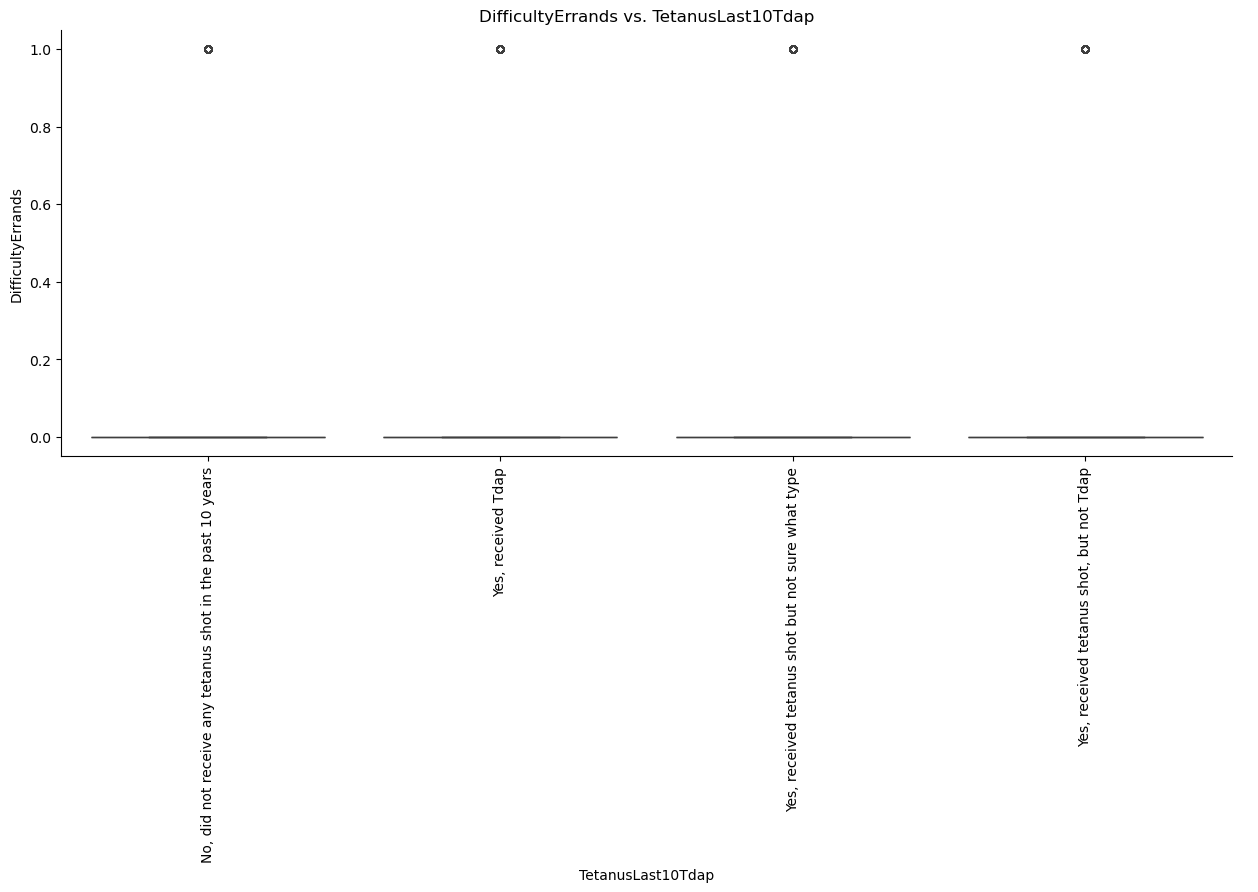 DifficultyErrands vs. TetanusLast10Tdap
1.0
0.8
0.6
0.4
0.2
0.0
DifficultyErrands
No, did not receive any tetanus shot in the past 10 years
Yes, received Tdap
Yes, received tetanus shot but not sure what type
Yes, received tetanus shot, but not Tdap
TetanusLast10Tdap